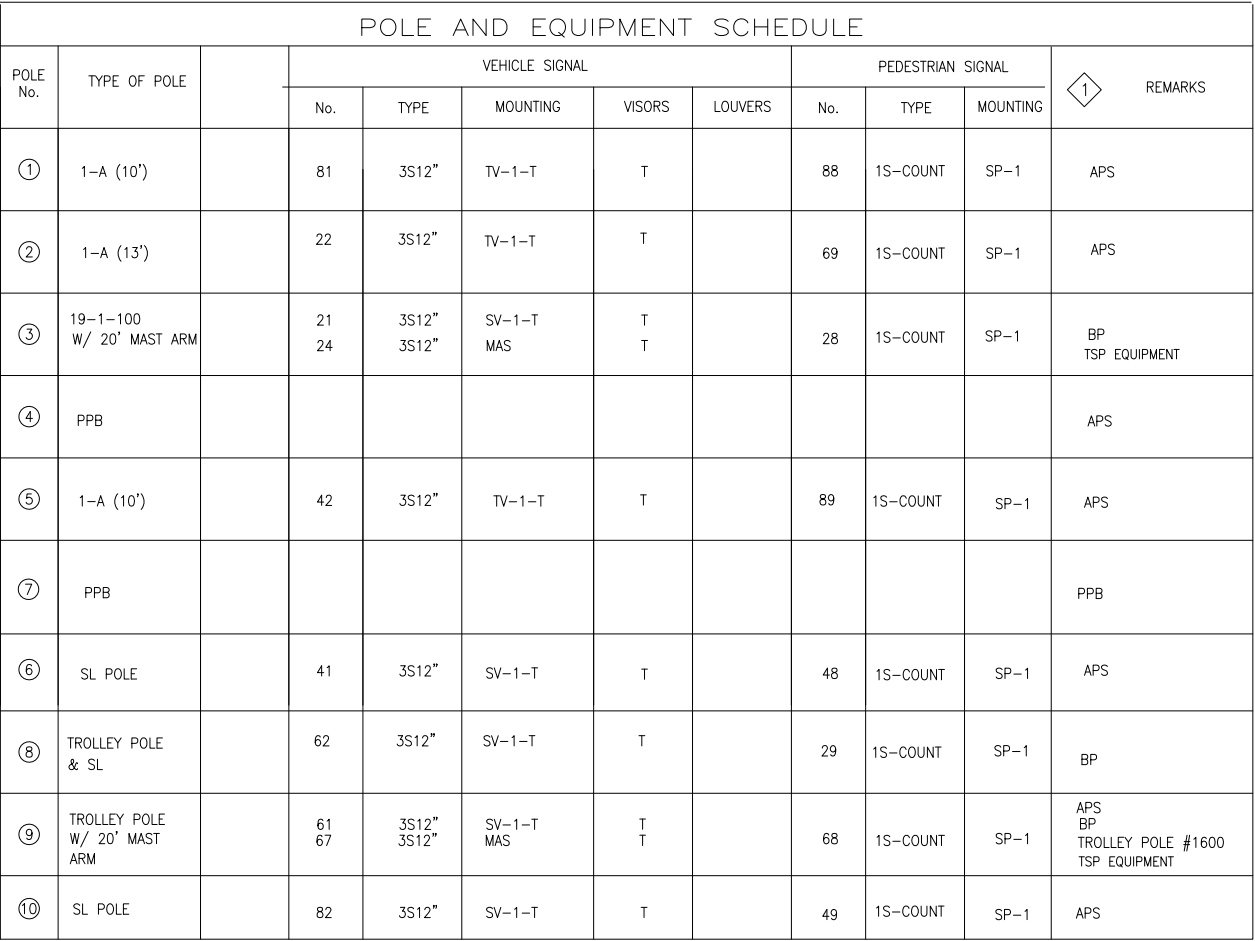 POLE AND EQUIPMENT SCHEDULE
POLE No. TYPE OF POLE VEHICLE SIGNAL PEDESTRIAN SIGNAL 1 REMARKS
No. TYPE MOUNTING VISORS LOUVERS No. TYPE MOUNTING
1 1-A (10') 81 3S12" TV-1-T T 88 1S-COUNT SP-1 APS
2 1-A (13') 22 3S12" TV-1-T T 69 1S-COUNT SP-1 APS
3 19-1-100 21 3S12" SV-1-T T
W/ 20' MAST ARM 24 3S12" MAS T 28 1S-COUNT SP-1 BP
TSP EQUIPMENT
4 PPB APS
5 1-A (10') 42 3S12" TV-1-T T 89 1S-COUNT SP-1 APS
7 PPB PPB
6 SL POLE 41 3S12" SV-1-T T 48 1S-COUNT SP-1 APS
8 TROLLEY POLE 62 3S12" SV-1-T T 29 1S-COUNT SP-1
& SL BP
APS
9 TROLLEY POLE 61 3S12" SV-1-T T BP
W/ 20' MAST 67 3S12" MAS T 68 1S-COUNT SP-1 TROLLEY POLE #1600
ARM TSP EQUIPMENT
10 SL POLE 82 3S12" SV-1-T T 49 1S-COUNT SP-1 APS